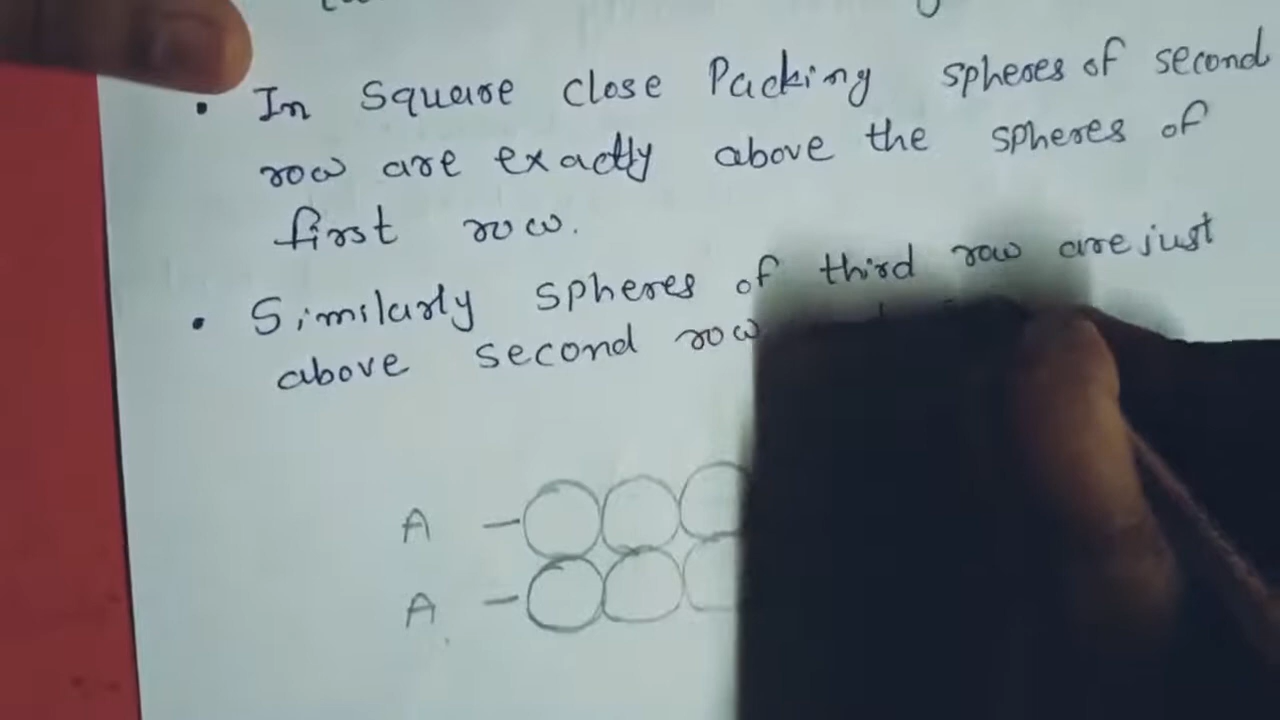 • In Square close Packing spheres of second
row are exactly above the spheres of
first row.
• Similarly spheres of third row are just
above second row
A –
A –